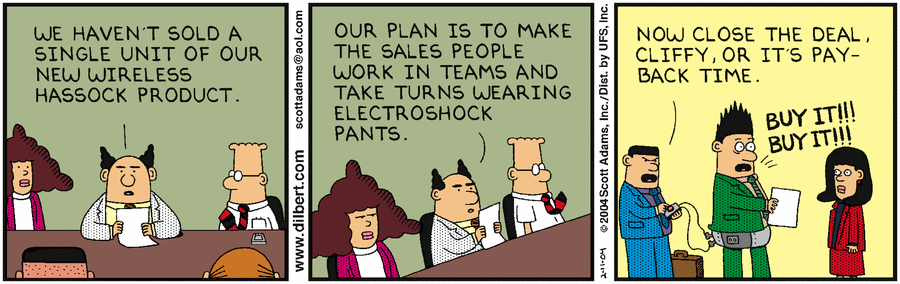 WE HAVEN'T SOLD A
SINGLE UNIT OF OUR
NEW WIRELESS
HASSOCK PRODUCT.
www.dilbert.com
scottadams@aol.com
OUR PLAN IS TO MAKE
THE SALES PEOPLE
WORK IN TEAMS AND
TAKE TURNS WEARING
ELECTROSHOCK
PANTS.
© 2004 Scott Adams, Inc./Dist. by UFS, Inc.
2-11-04
NOW CLOSE THE DEAL,
CLIFFY, OR IT'S PAY-
BACK TIME.
BUY IT!!!
BUY IT!!!